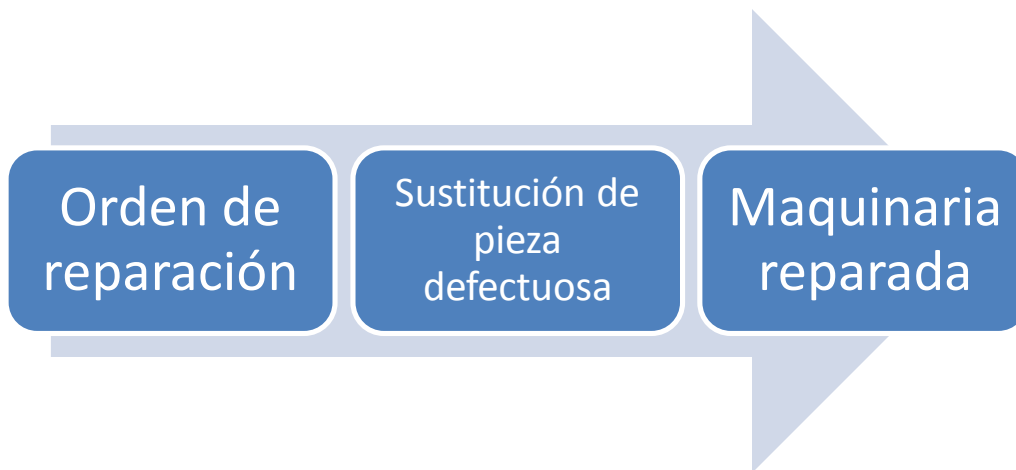 Orden de
reparación
Sustitución de
pieza
defectuosa
Maquinaria
reparada